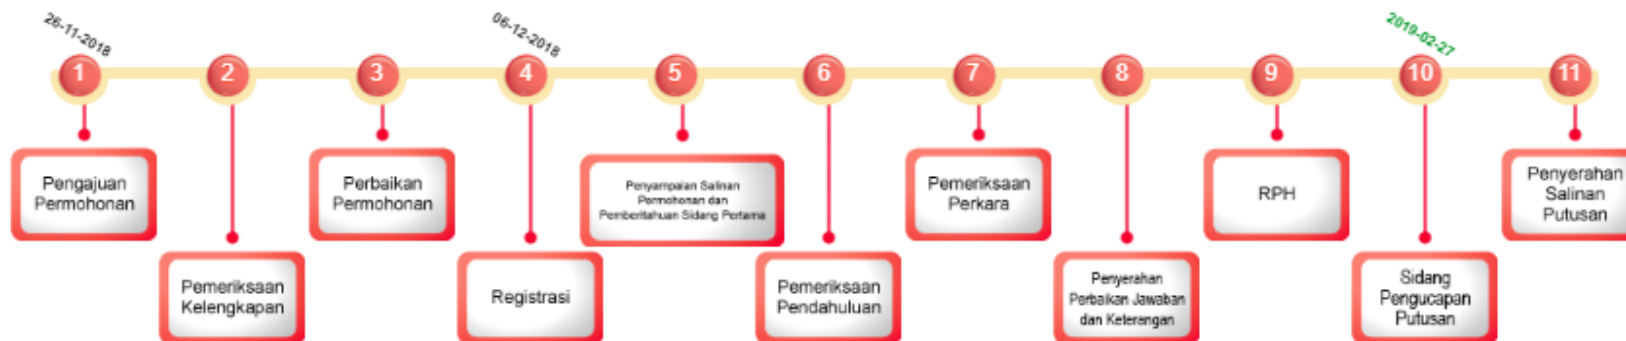 26-11-2018
06-12-2018
2019-02-27
1
2
3
4
5
6
7
8
9
10
11
Pengajuan
Permohonan
Pemeriksaan
Kelengkapan
Perbaikan
Permohonan
Registrasi
Penyampaian Salinan
Permohonan dan
Pemberitahuan Sidang Pertama
Pemeriksaan
Pendahuluan
Pemeriksaan
Perkara
Penyerahan
Perbaikan Jawaban
dan Keterangan
RPH
Sidang
Pengucapan
Putusan
Penyerahan
Salinan
Putusan